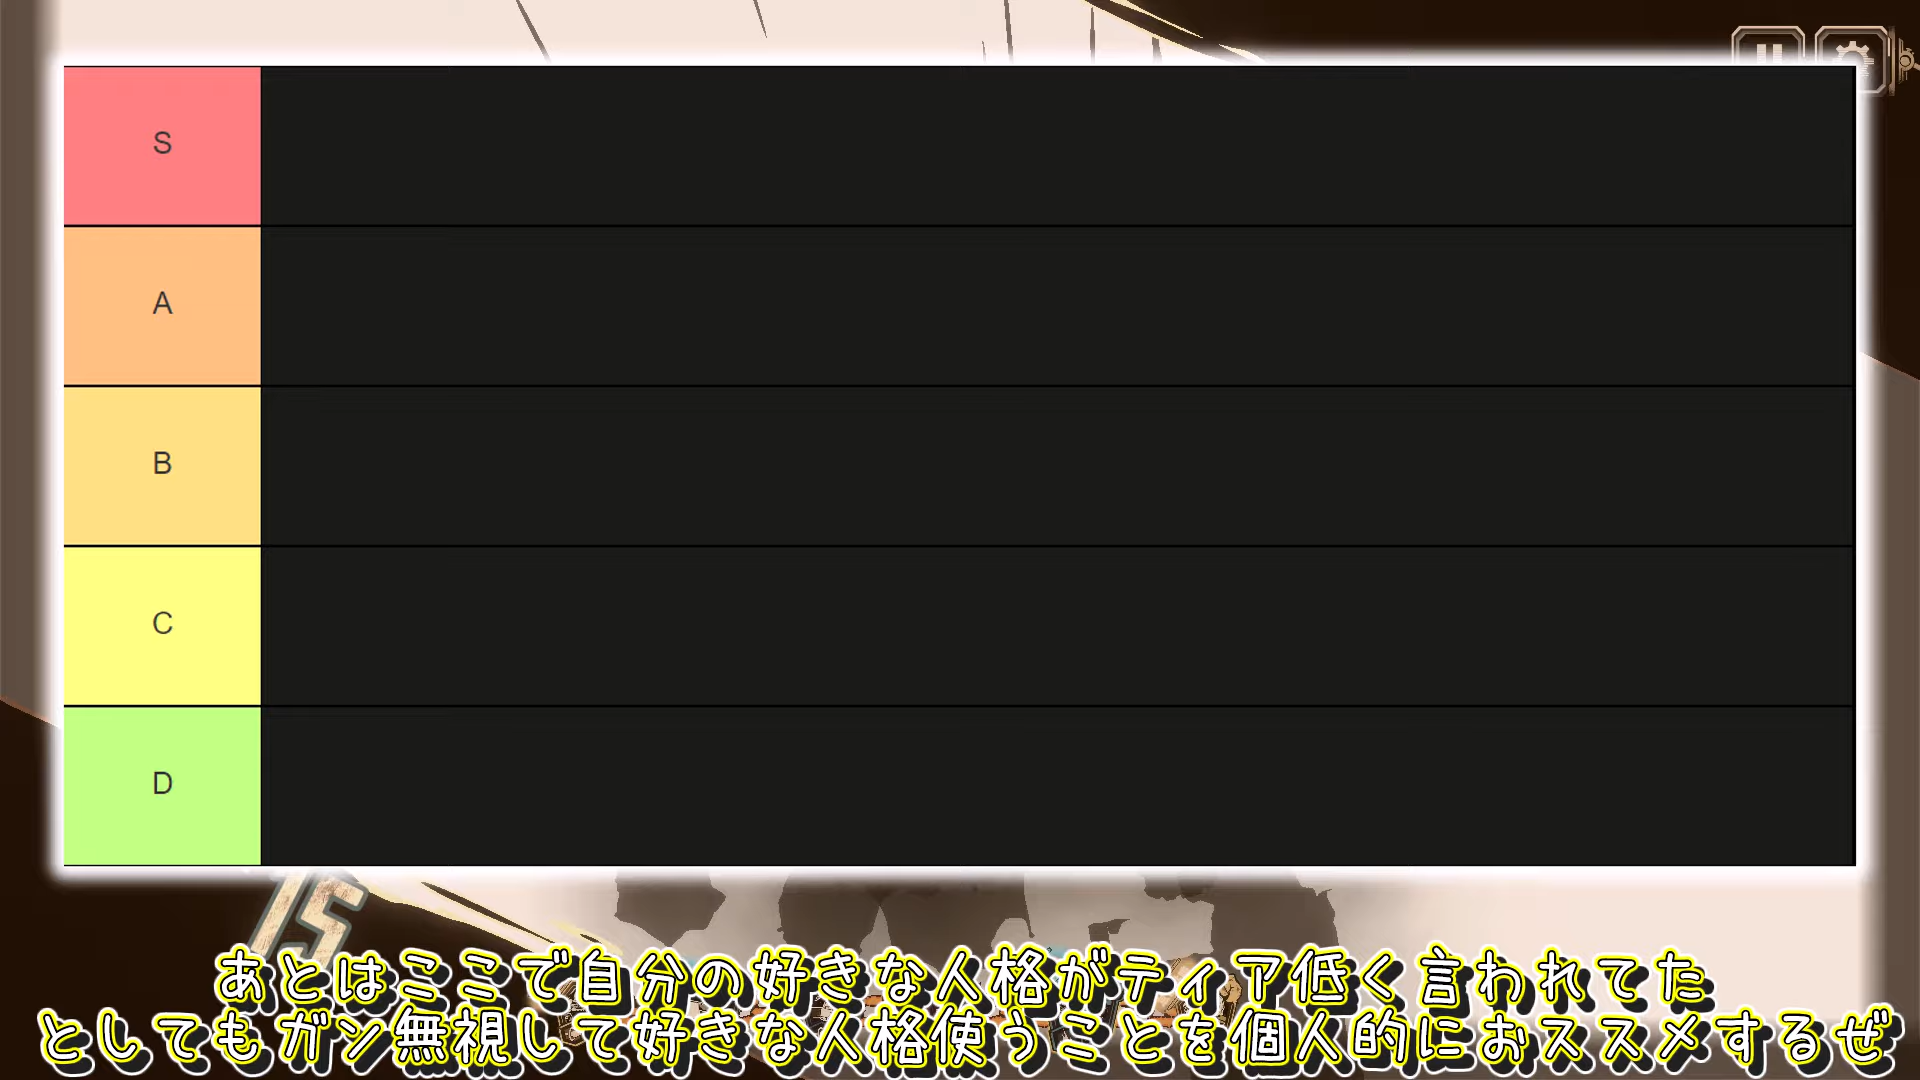 S
A
B
C
D
15
あとはここで自分の好きな人格がティア低く言われてた
としてもガン無視して好きな人格使うことを個人的におススメするぜ